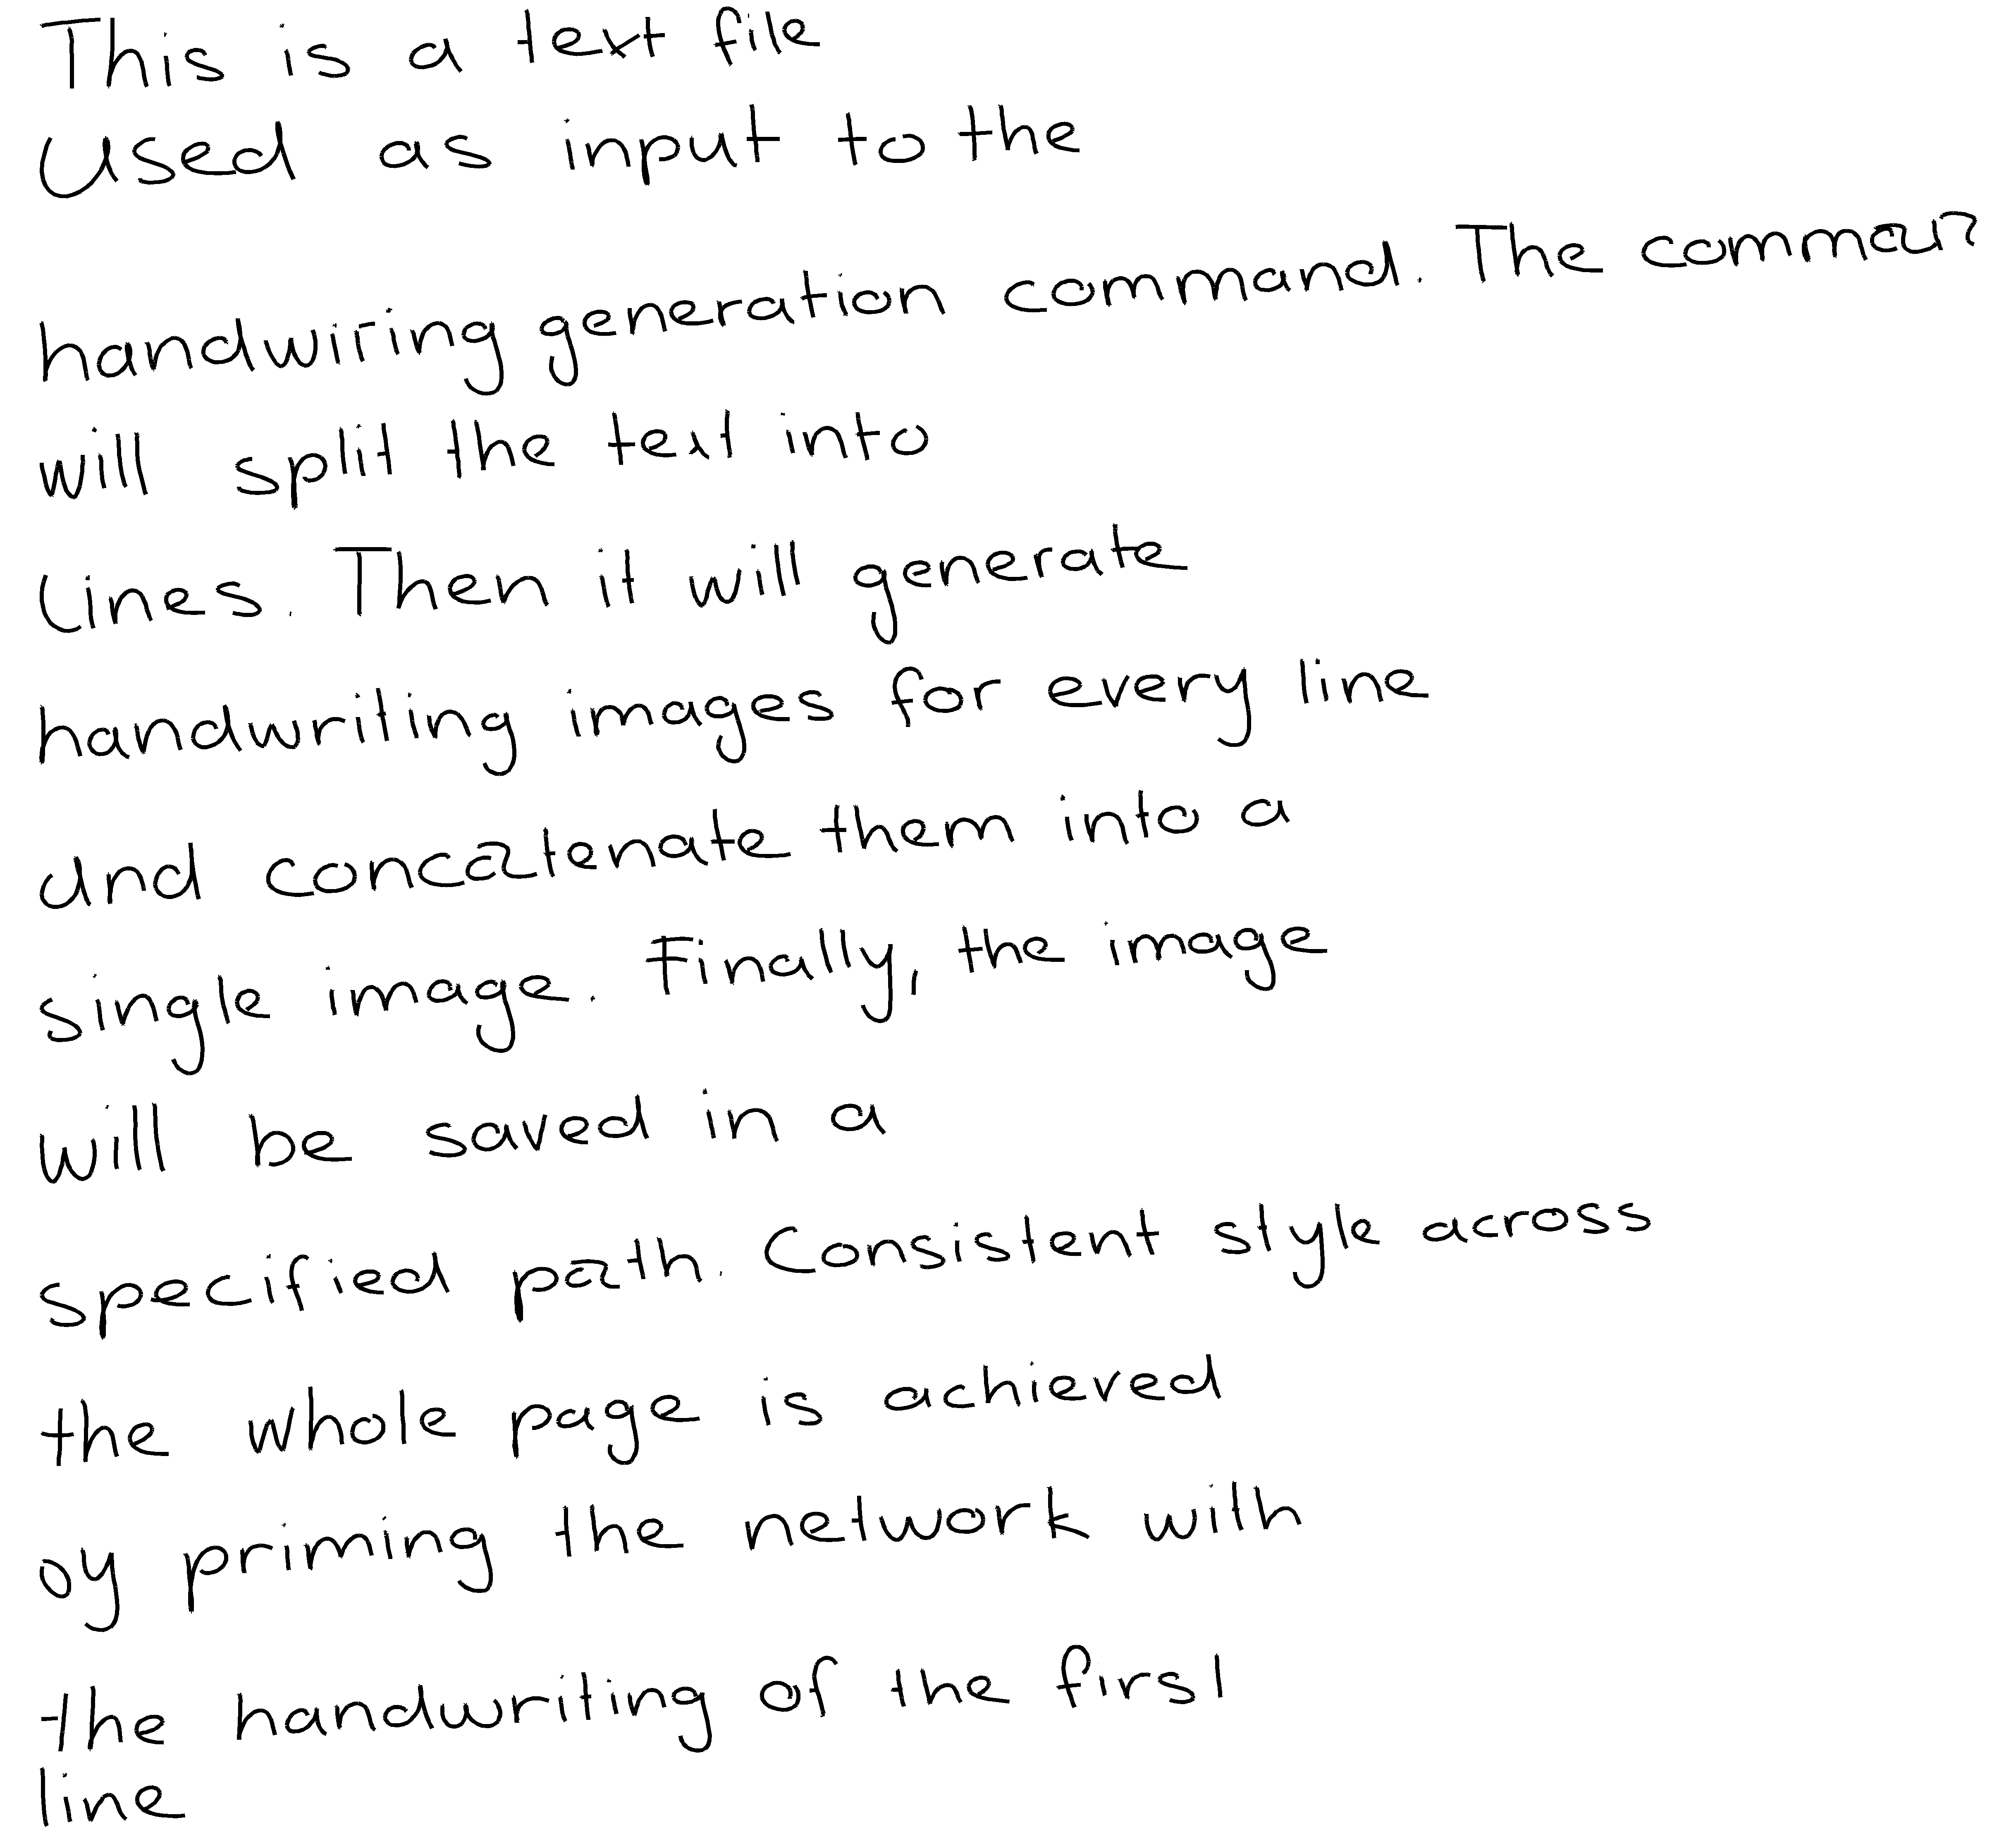 This is a text file
Used as input to the
handwiring generation command. The comman
will split the text into
lines. Then it will generate
handwriting images for every line
and concatenate them into a
single image. Finally, the image
will be saved in a
specified path. Consistent style across
the whole page is achieved
oy priming the network with
the handwriting of the first
line